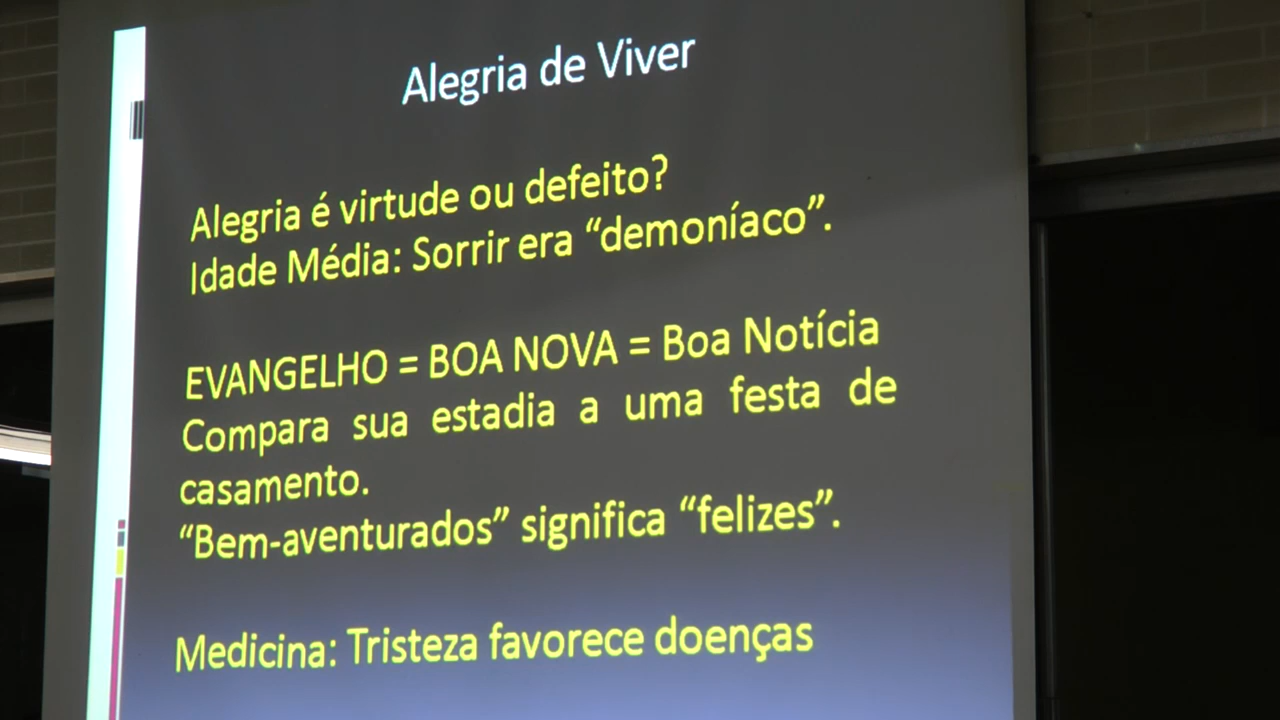 Alegria de Viver
Alegria é virtude ou defeito?
Idade Média: Sorrir era “demoníaco”.
EVANGELHO = BOA NOVA = Boa Notícia
Compara sua estadia a uma festa de
casamento.
“Bem-aventurados” significa “felizes”.
Medicina: Tristeza favorece doenças